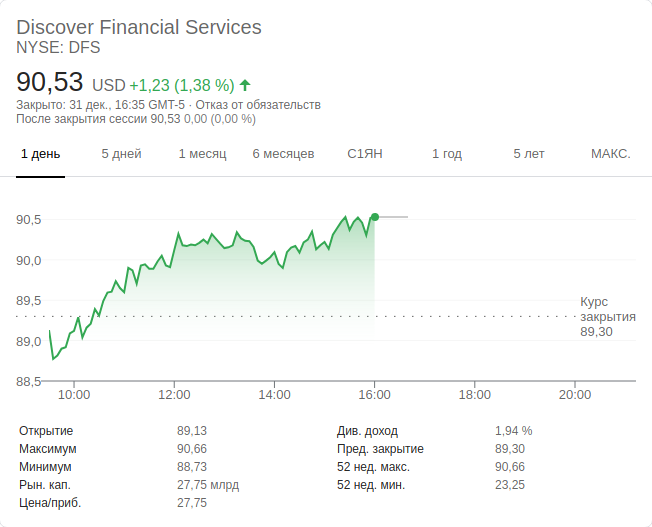 Discover Financial Services
NYSE: DFS
90,53 USD +1,23 (1,38 %) ↑
Закрыто: 31 дек., 16:35 GMT-5 · Отказ от обязательств
После закрытия сессии 90,53 0,00 (0,00 %)
1 день 5 дней 1 месяц 6 месяцев С1ЯН 1 год 5 лет МАКС.
90,5
90,0
89,5
89,0
88,5
Курс
закрытия
89,30
10:00 12:00 14:00 16:00 18:00 20:00
Открытие 89,13 Див. доход 1,94 %
Максимум 90,66 Пред. закрытие 89,30
Минимум 88,73 52 нед. макс. 90,66
Рын. кап. 27,75 млрд 52 нед. мин. 23,25
Цена/приб. 27,75